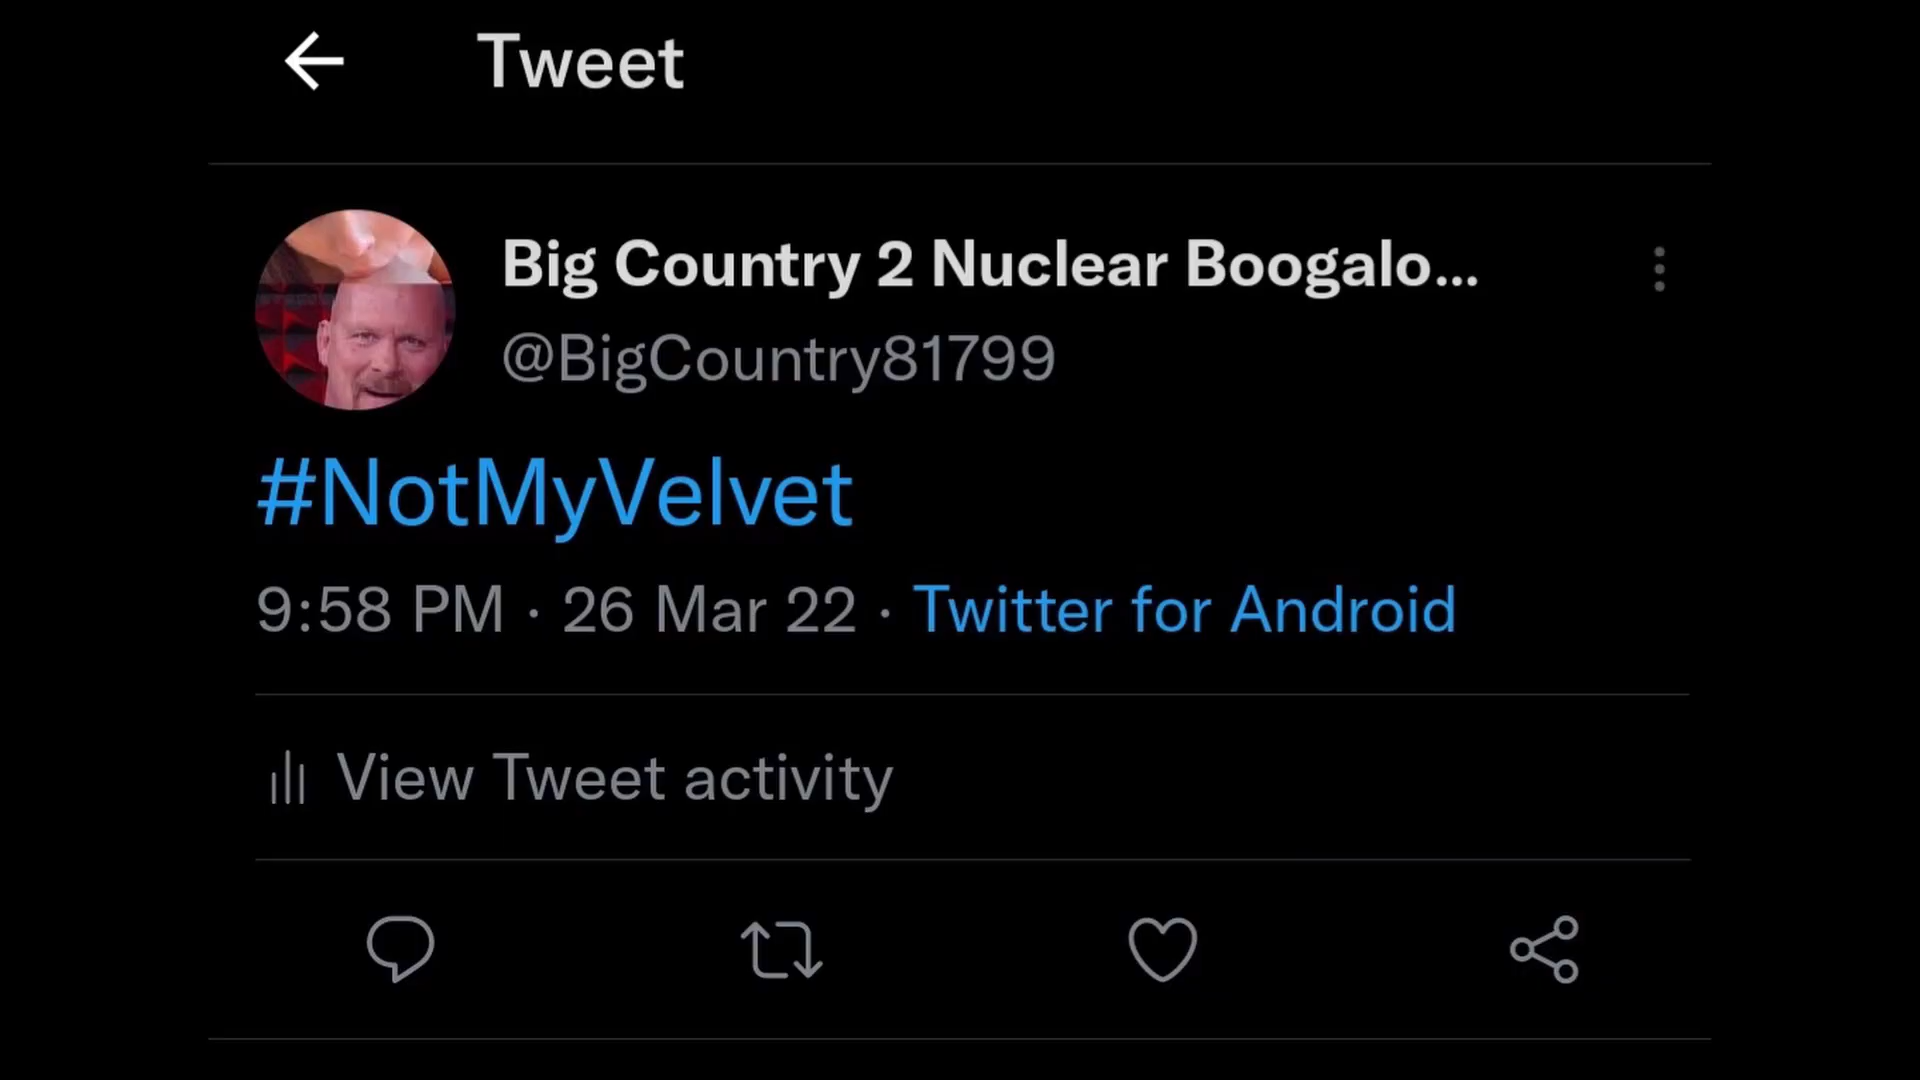 Tweet
Big Country 2 Nuclear Boogalo...
@BigCountry81799
#NotMyVelvet
9:58 PM · 26 Mar 22 · Twitter for Android
View Tweet activity